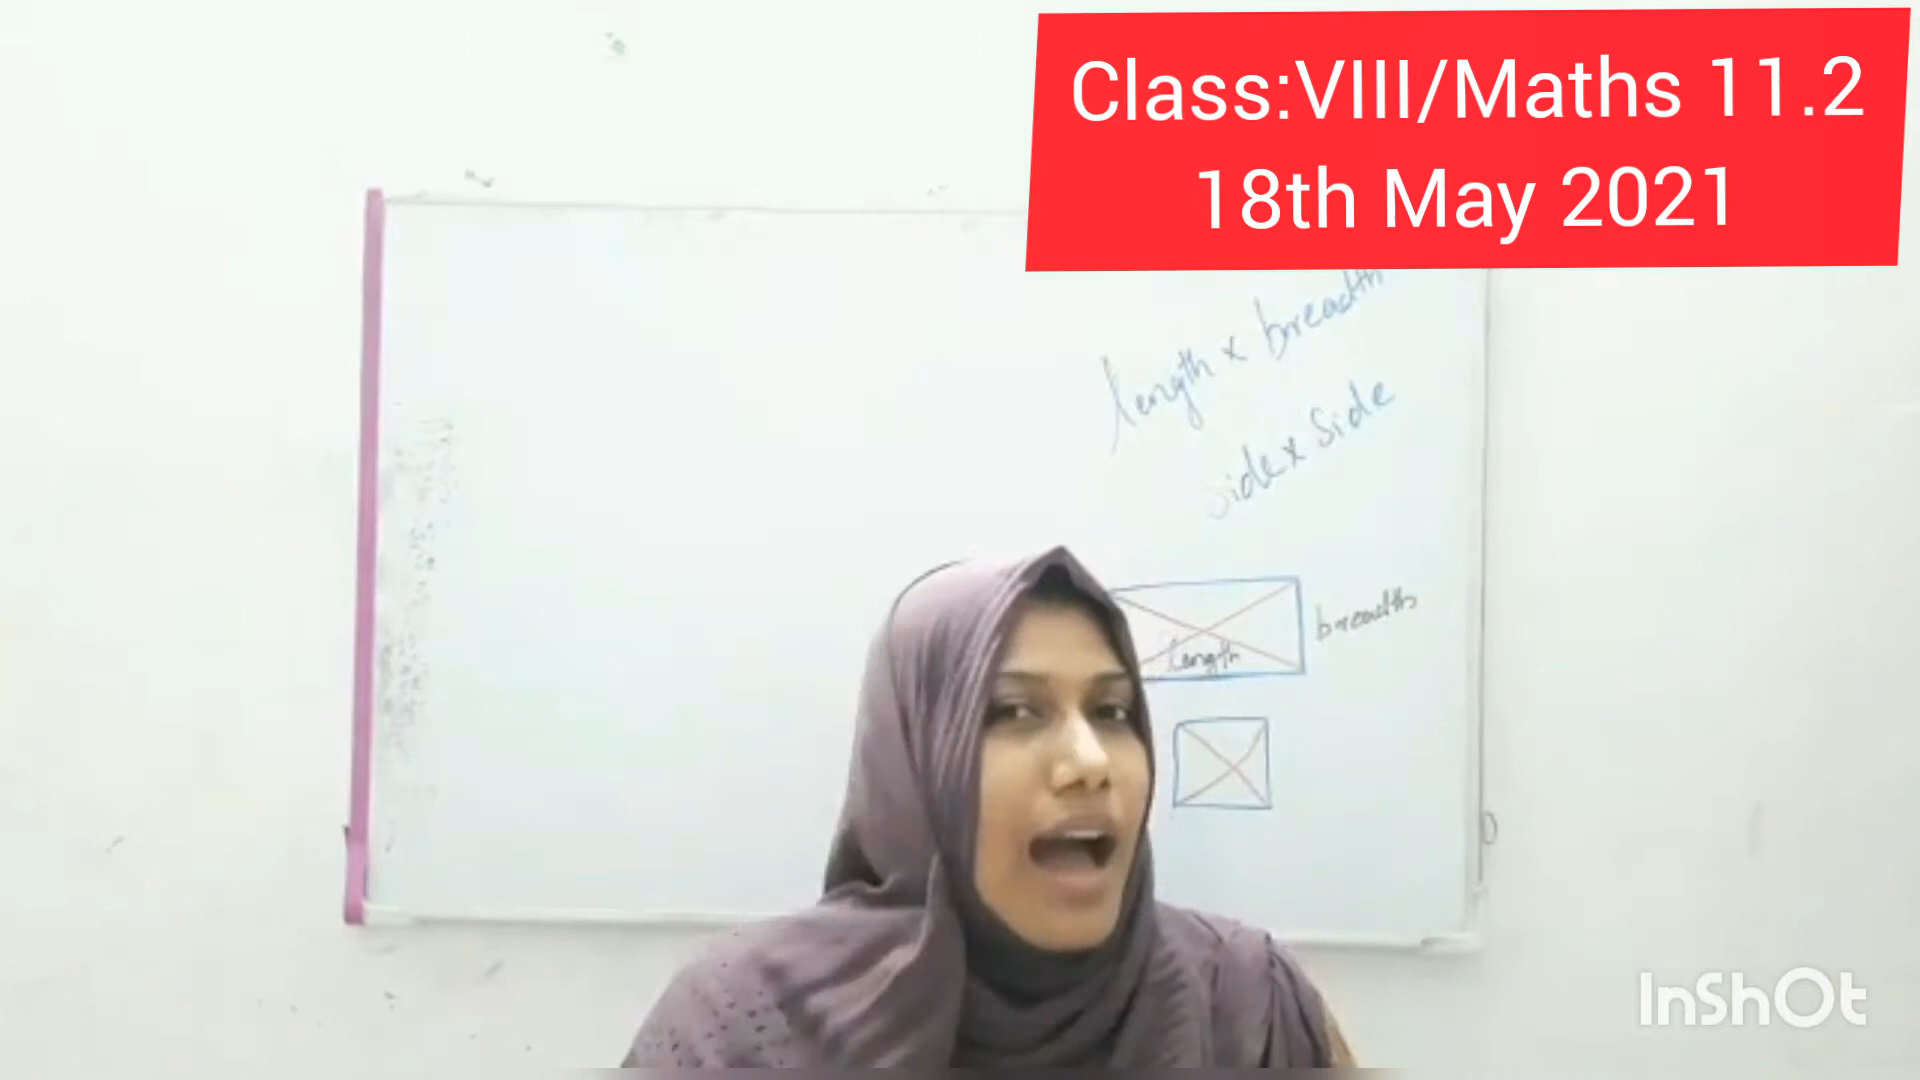 Class:VIII/Maths 11.2
18th May 2021
length x breadth
side x Side
breadth
length
InShOt